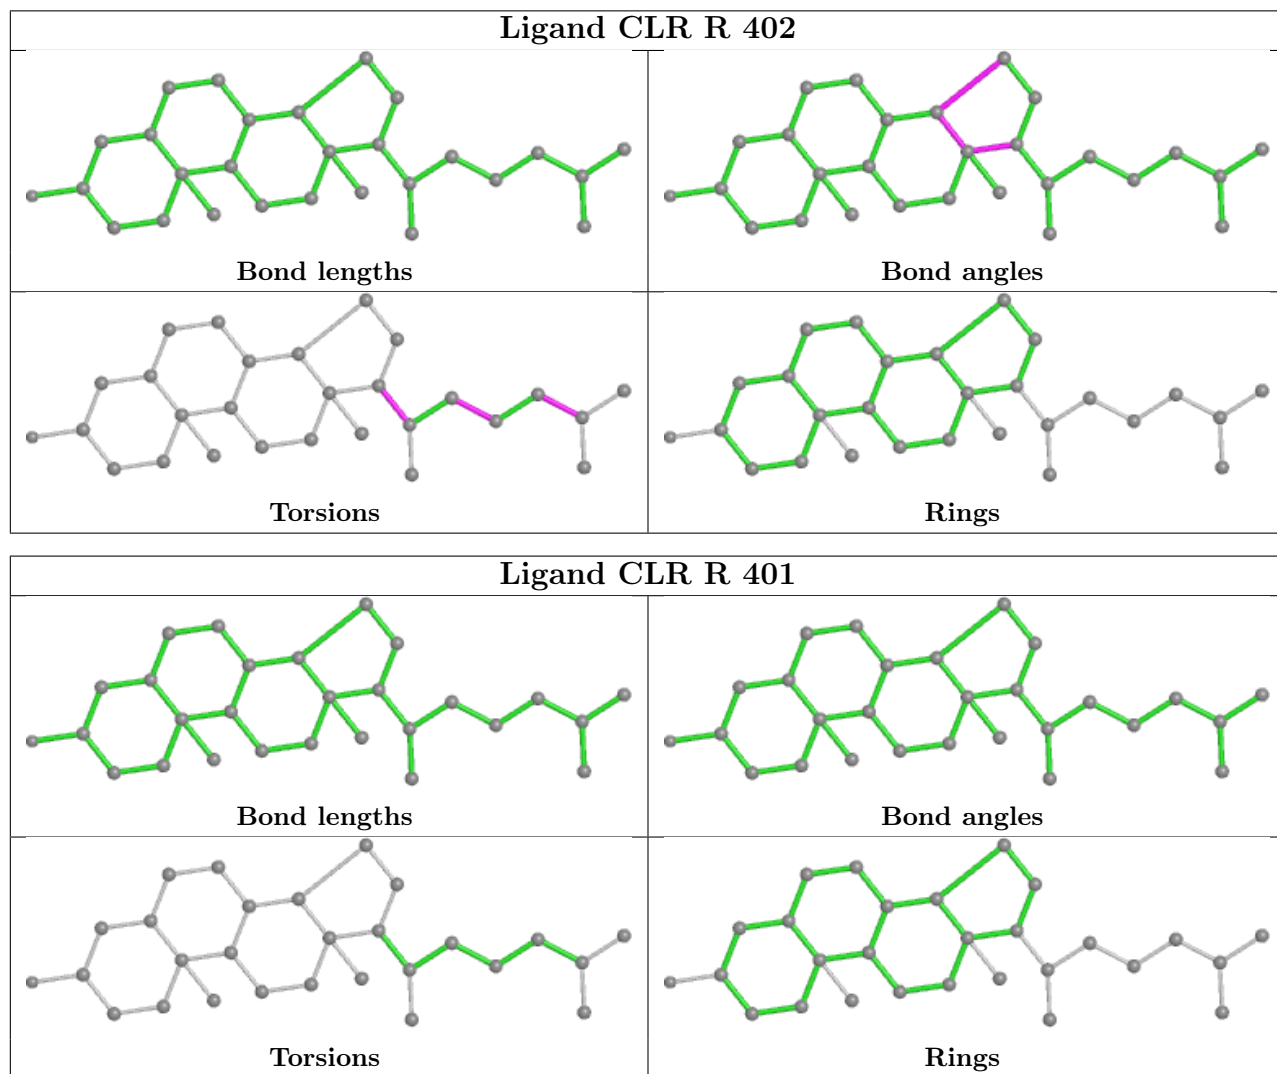 Ligand CLR R 402
Bond lengths
Bond angles
Torsions
Rings
Ligand CLR R 401
Bond lengths
Bond angles
Torsions
Rings